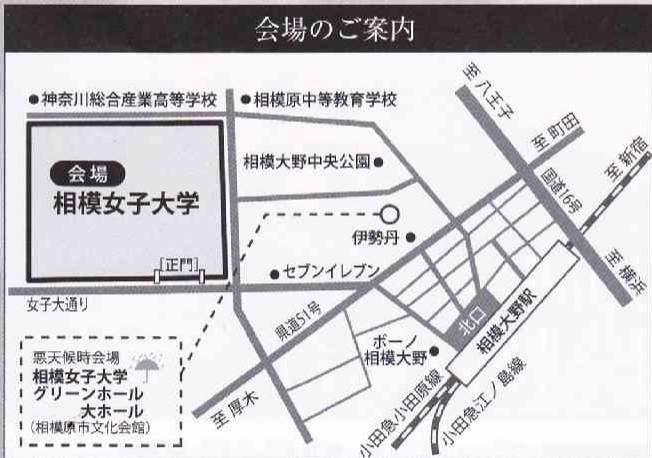 会場のご案内
●神奈川総合産業高等学校
●相模原中等教育学校
至八王子
至町田
至新宿
会場
相模女子大学
相模大野中央公園●
国道16号
伊勢丹●
[正門]
●セブンイレブン
至横浜
女子大通り
県道51号
北口
相模大野駅
ボーノ
相模大野●
悪天候時会場
相模女子大学
グリーンホール
大ホール
(相模原市文化会館)
至厚木
小田急小田原線
小田急江ノ島線